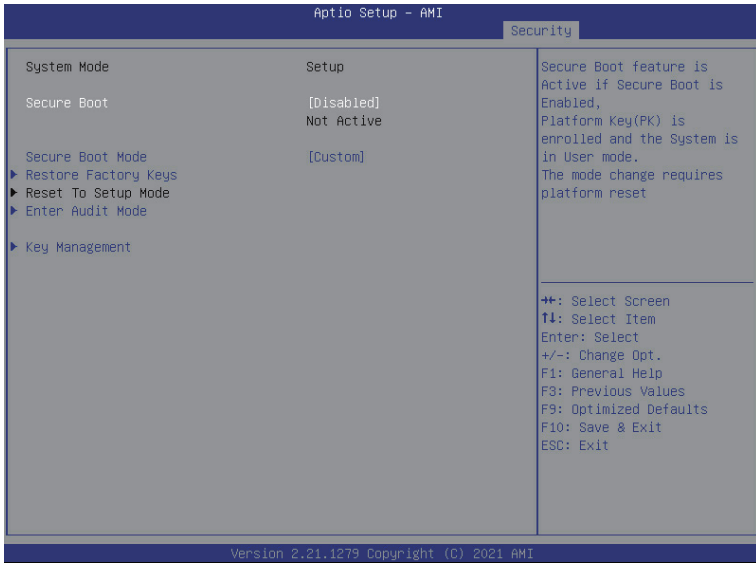 Aptio Setup - AMI
Security
System Mode Setup
Secure Boot [Disabled]
Not Active
Secure Boot Mode [Custom]
Restore Factory Keys
Reset To Setup Mode
Enter Audit Mode
Key Management
Secure Boot feature is
Active if Secure Boot is
Enabled,
Platform Key(PK) is
enrolled and the System is
in User mode.
The mode change requires
platform reset
→←: Select Screen
↑↓: Select Item
Enter: Select
+/-: Change Opt.
F1: General Help
F3: Previous Values
F9: Optimized Defaults
F10: Save & Exit
ESC: Exit
Version 2.21.1279 Copyright (C) 2021 AMI